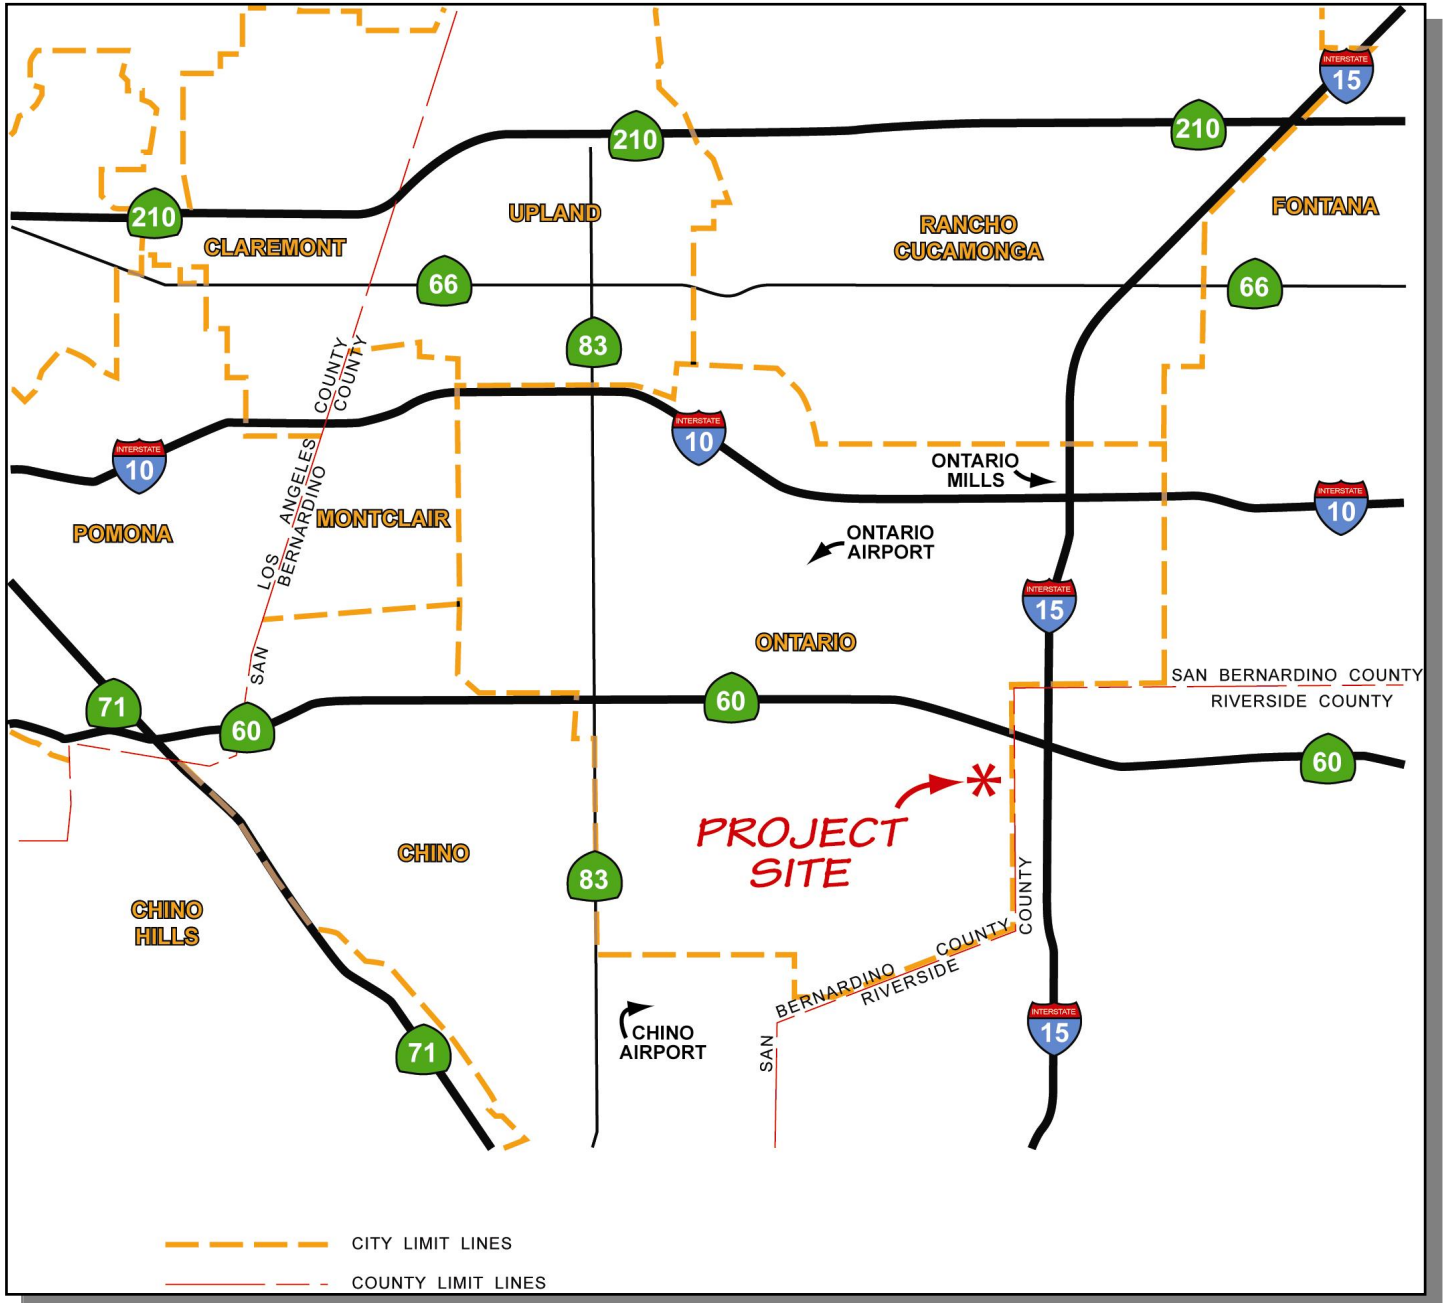 INTERSTATE
15
210
210
210
UPLAND
FONTANA
RANCHO
CUCAMONGA
CLAREMONT
66
66
83
COUNTY
COUNTY
INTERSTATE
10
INTERSTATE
10
ONTARIO
MILLS
INTERSTATE
10
LOS ANGELES
SAN BERNARDINO
MONTCLAIR
POMONA
ONTARIO
AIRPORT
INTERSTATE
15
ONTARIO
SAN BERNARDINO COUNTY
RIVERSIDE COUNTY
71
60
60
60
PROJECT
SITE
CHINO
83
CHINO
HILLS
COUNTY
SAN BERNARDINO COUNTY
RIVERSIDE
CHINO
AIRPORT
INTERSTATE
15
71
CITY LIMIT LINES
COUNTY LIMIT LINES